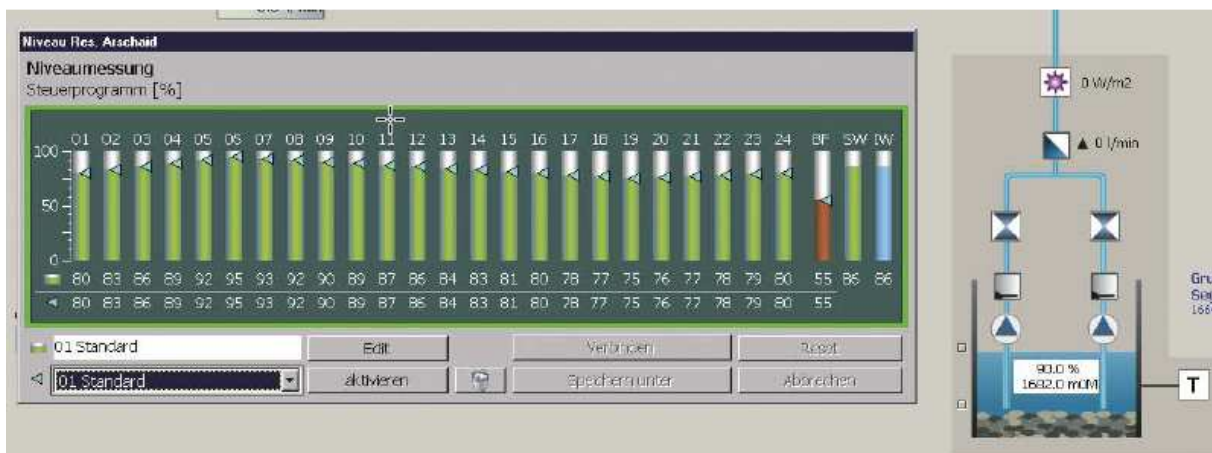 Niveau Res. Arschaid
Niveaumessung
Steuerprogramm [%]
01 02 03 04 05 06 07 08 09 10 11 12 13 14 15 16 17 18 19 20 21 22 23 24 BF SW IW
100
50
0
80 83 86 89 92 95 93 92 90 89 87 86 84 83 81 80 78 77 75 76 77 78 79 80 55 86 86
80 83 86 89 92 95 93 92 90 89 87 86 84 83 81 80 78 77 75 76 77 78 79 80 55
01 Standard Edit Verbinden Reset
01 Standard aktivieren Speichern unter Abbrechen
0 W/m2
▲ 0 l/min
90.0 %
1682.0 müM
T
Gru